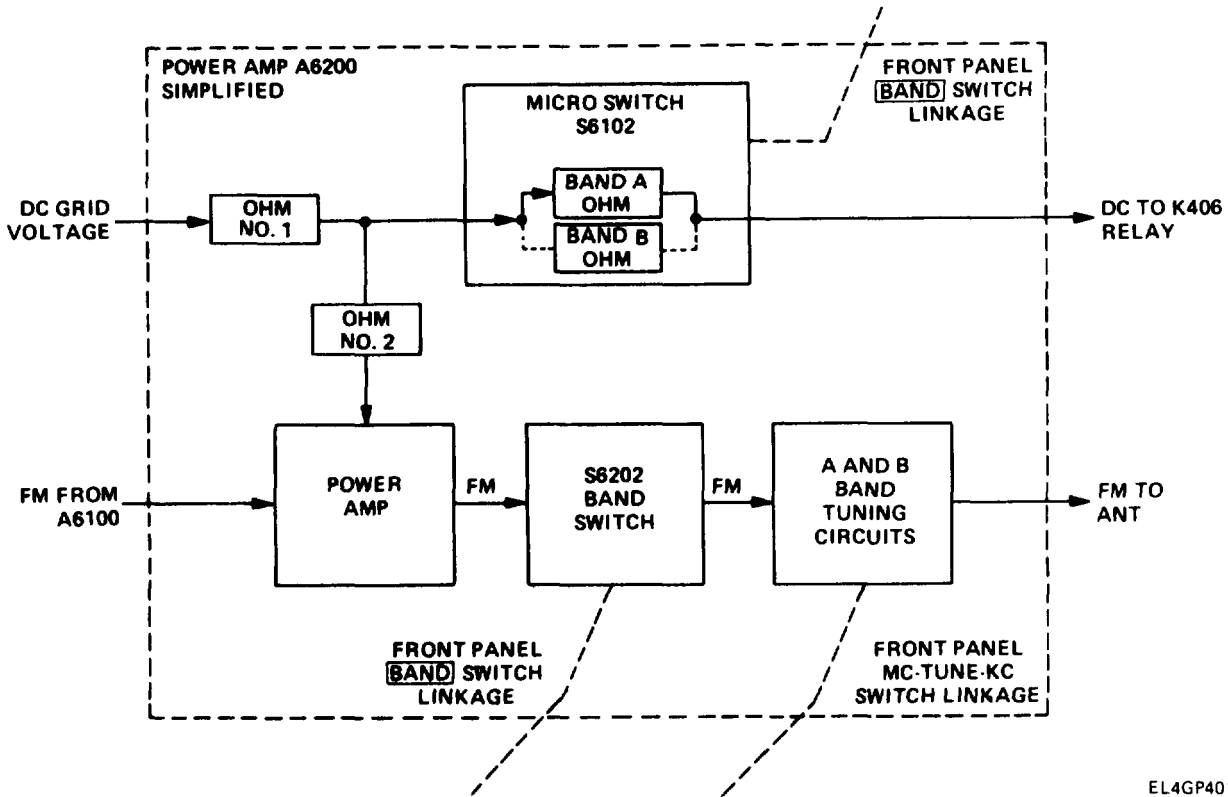 POWER AMP A6200
SIMPLIFIED
FRONT PANEL
BAND SWITCH
LINKAGE
MICRO SWITCH
S6102
BAND A
OHM
BAND B
OHM
DC GRID
VOLTAGE
OHM
NO. 1
DC TO K406
RELAY
OHM
NO. 2
FM FROM
A6100
POWER
AMP
FM
S6202
BAND
SWITCH
FM
A AND B
BAND
TUNING
CIRCUITS
FM TO
ANT
FRONT PANEL
BAND SWITCH
LINKAGE
FRONT PANEL
MC-TUNE-KC
SWITCH LINKAGE
EL4GP40